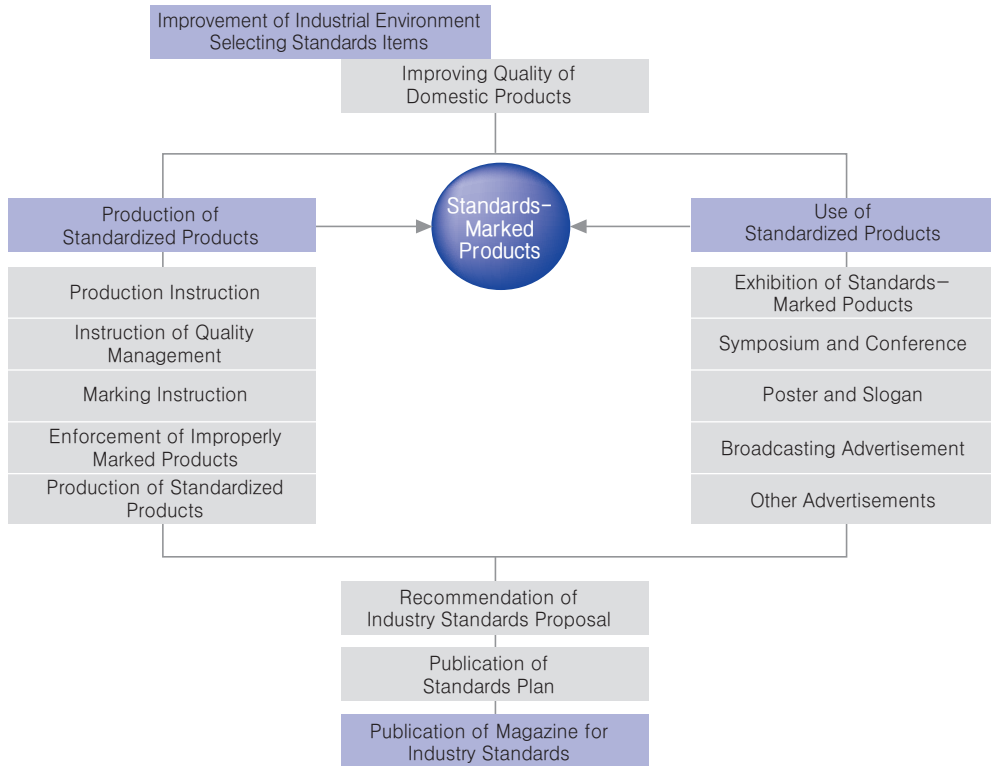 Improvement of Industrial Environment
Selecting Standards Items
Improving Quality of
Domestic Products
Production of
Standardized Products
Standards-
Marked
Products
Use of
Standardized Products
Production Instruction
Instruction of Quality
Management
Marking Instruction
Enforcement of Improperly
Marked Products
Production of Standardized
Products
Exhibition of Standards-
Marked Poducts
Symposium and Conference
Poster and Slogan
Broadcasting Advertisement
Other Advertisements
Recommendation of
Industry Standards Proposal
Publication of
Standards Plan
Publication of Magazine for
Industry Standards